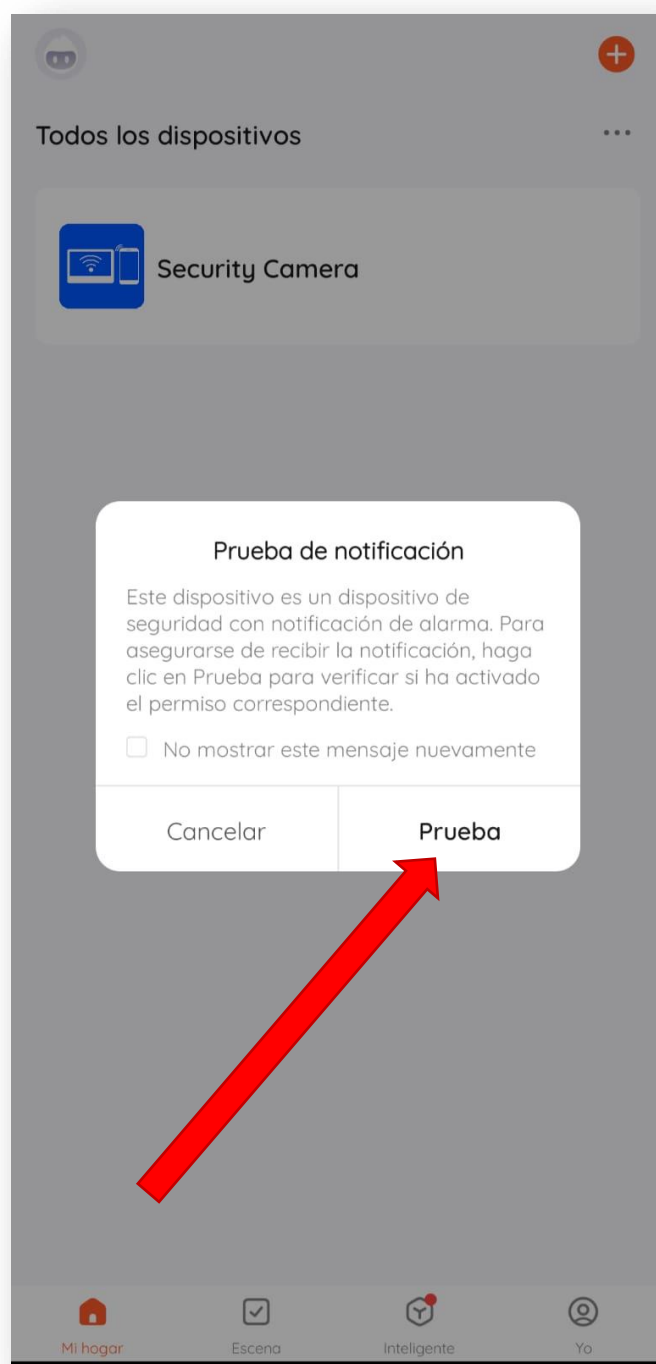 Todos los dispositivos
Security Camera
Prueba de notificación
Este dispositivo es un dispositivo de
seguridad con notificación de alarma. Para
asegurarse de recibir la notificación, haga
clic en Prueba para verificar si ha activado
el permiso correspondiente.
No mostrar este mensaje nuevamente
Cancelar
Prueba
Mi hogar
Escena
Inteligente
Yo